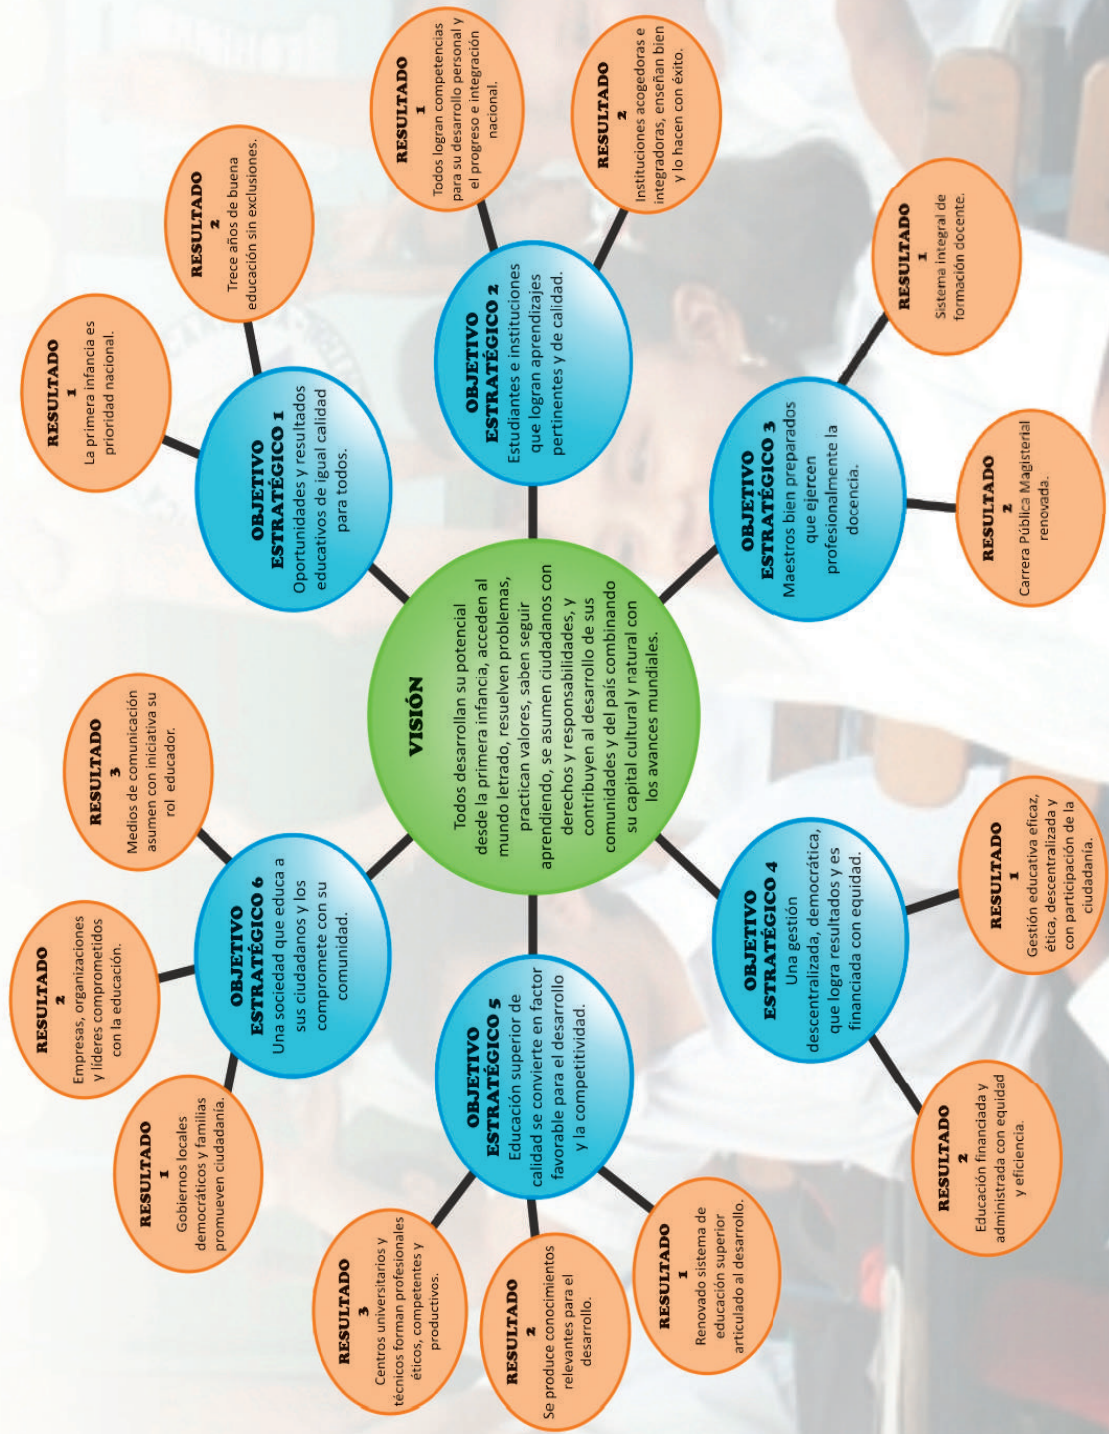 VISIÓN
Todos desarrollan su potencial
desde la primera infancia, acceden al
mundo letrado, resuelven problemas,
practican valores, saben seguir
aprendiendo, se asumen ciudadanos con
derechos y responsabilidades, y
contribuyen al desarrollo de sus
comunidades y del país combinando
su capital cultural y natural con
los avances mundiales.
OBJETIVO
ESTRATÉGICO 1
Oportunidades y resultados
educativos de igual calidad
para todos.
RESULTADO
1
La primera infancia es
prioridad nacional.
RESULTADO
2
Trece años de buena
educación sin exclusiones.
OBJETIVO
ESTRATÉGICO 2
Estudiantes e instituciones
que logran aprendizajes
pertinentes y de calidad.
RESULTADO
1
Todos logran competencias
para su desarrollo personal y
el progreso e integración
nacional.
RESULTADO
2
Instituciones acogedoras e
integradoras, enseñan bien
y lo hacen con éxito.
OBJETIVO
ESTRATÉGICO 3
Maestros bien preparados
que ejercen
profesionalmente la
docencia.
RESULTADO
1
Sistema Integral de
formación docente.
RESULTADO
2
Carrera Pública Magisterial
renovada.
OBJETIVO
ESTRATÉGICO 4
Una gestión
descentralizada, democrática,
que logra resultados y es
financiada con equidad.
RESULTADO
1
Gestión educativa eficaz,
ética, descentralizada y
con participación de la
ciudadanía.
RESULTADO
2
Educación financiada y
administrada con equidad
y eficiencia.
OBJETIVO
ESTRATÉGICO 5
Educación superior de
calidad se convierte en factor
favorable para el desarrollo
y la competitividad.
RESULTADO
1
Renovado sistema de
educación superior
articulado al desarrollo.
RESULTADO
2
Se produce conocimientos
relevantes para el
desarrollo.
RESULTADO
3
Centros universitarios y
técnicos forman profesionales
éticos, competentes y
productivos.
OBJETIVO
ESTRATÉGICO 6
Una sociedad que educa a
sus ciudadanos y los
compromete con su
comunidad.
RESULTADO
1
Gobiernos locales
democráticos y familias
promueven ciudadanía.
RESULTADO
2
Empresas, organizaciones
y líderes comprometidos
con la educación.
RESULTADO
3
Medios de comunicación
asumen con iniciativa su
rol educador.